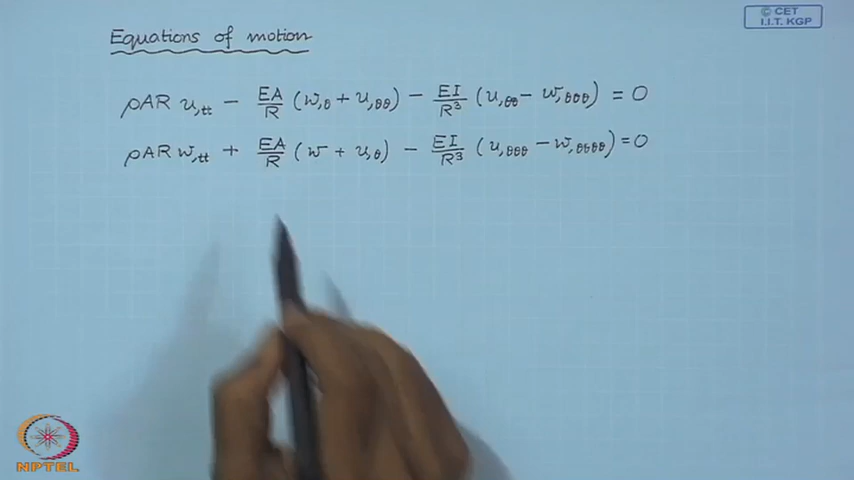 © CET
I.I.T. KGP
Equations of motion
ρAR u,tt − EA/R (w,θ + u,θθ) − EI/R³ (u,θθ − w,θθθ) = 0
ρAR w,tt + EA/R (w + u,θ) − EI/R³ (u,θθθ − w,θθθθ) = 0
NPTEL